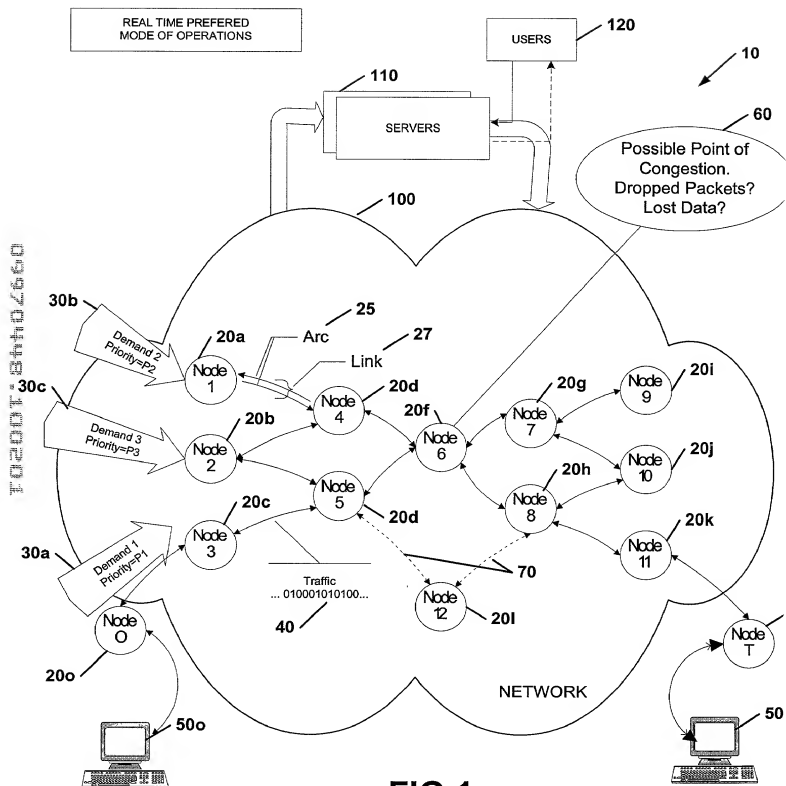 REAL TIME PREFERED
MODE OF OPERATIONS
USERS
120
10
110
SERVERS
60
Possible Point of
Congestion.
Dropped Packets?
Lost Data?
100
09970448.100201
30b
Demand 2
Priority=P2
20a
Node
1
25
Arc
27
Link
30c
Demand 3
Priority=P3
20b
Node
2
20d
Node
4
20f
Node
6
20g
Node
7
20i
Node
9
20h
Node
8
20j
Node
10
20c
Node
3
Node
5
20d
20k
Node
11
30a
Demand 1
Priority=P1
Traffic
... 010001010100...
40
70
Node
12
20l
Node
O
20o
Node
T
NETWORK
50o
50
FIG 1